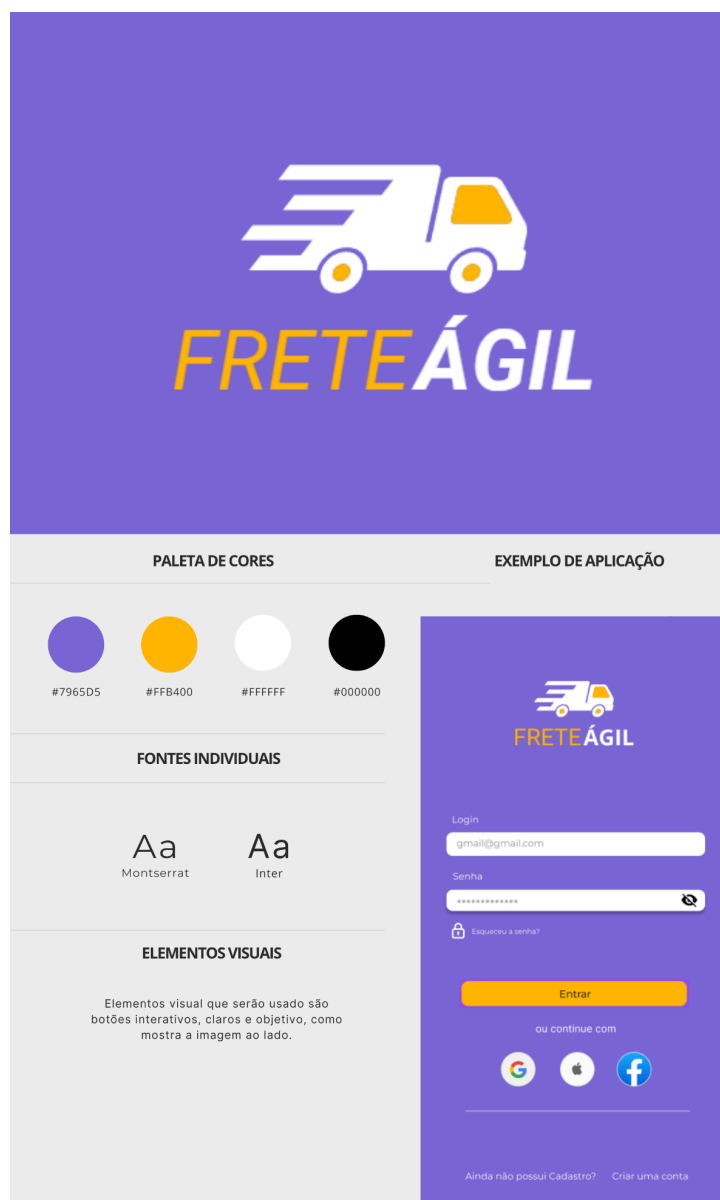 FRETEÁGIL
PALETA DE CORES
#7965D5
#FFB400
#FFFFFF
#000000
FONTES INDIVIDUAIS
Aa
Montserrat
Aa
Inter
ELEMENTOS VISUAIS
Elementos visual que serão usado são
botões interativos, claros e objetivo, como
mostra a imagem ao lado.
EXEMPLO DE APLICAÇÃO
FRETEÁGIL
Login
gmail@gmail.com
Senha
*************
Esqueceu a senha?
Entrar
ou continue com
Ainda não possui Cadastro? Criar uma conta